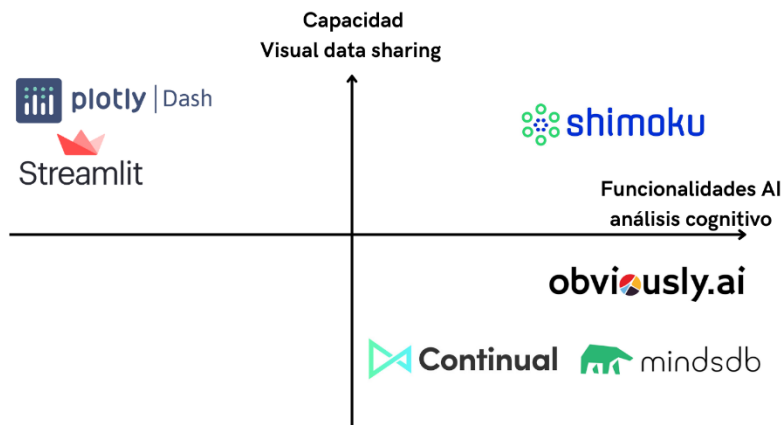 Capacidad
Visual data sharing
plotly | Dash
Streamlit
shimoku
Funcionalidades AI
análisis cognitivo
obviously.ai
Continual
mindsdb